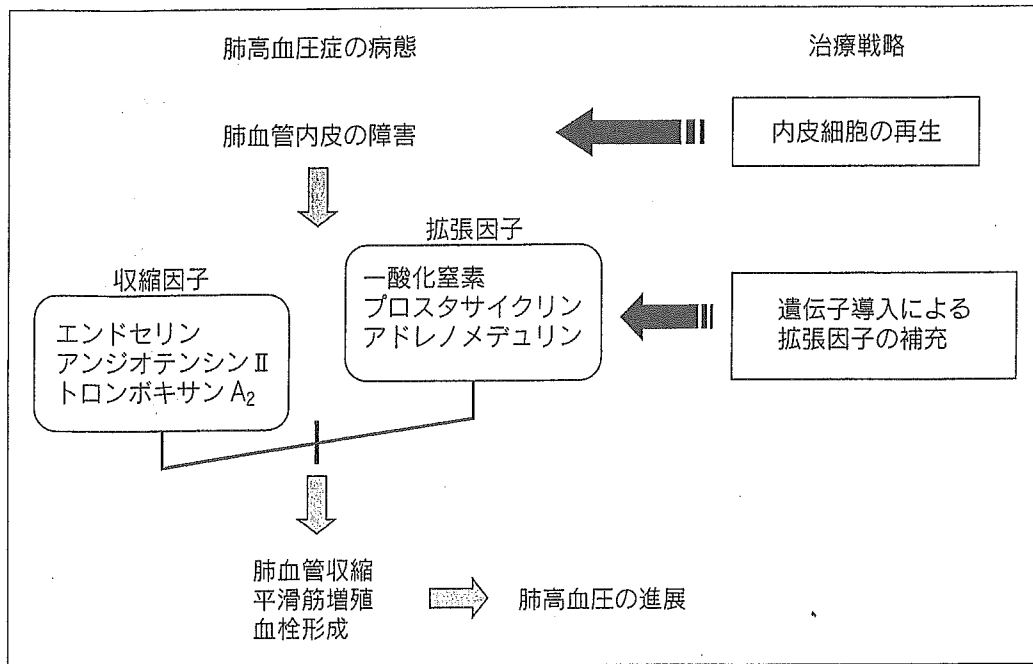 肺高血圧症の病態
治療戦略
肺血管内皮の障害
内皮細胞の再生
収縮因子
エンドセリン
アンジオテンシンⅡ
トロンボキサンA₂
拡張因子
一酸化窒素
プロスタサイクリン
アドレノメデュリン
遺伝子導入による
拡張因子の補充
肺血管収縮
平滑筋増殖
血栓形成
肺高血圧の進展